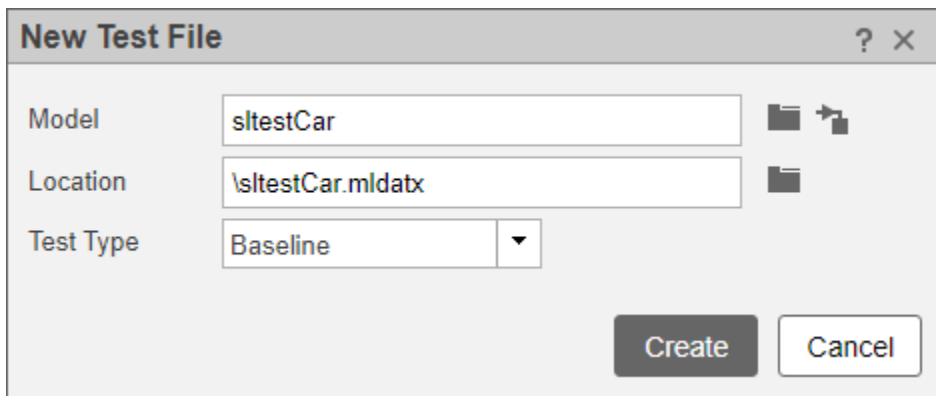 New Test File ? ×
Model sltestCar
Location \sltestCar.mldatx
Test Type Baseline
Create Cancel